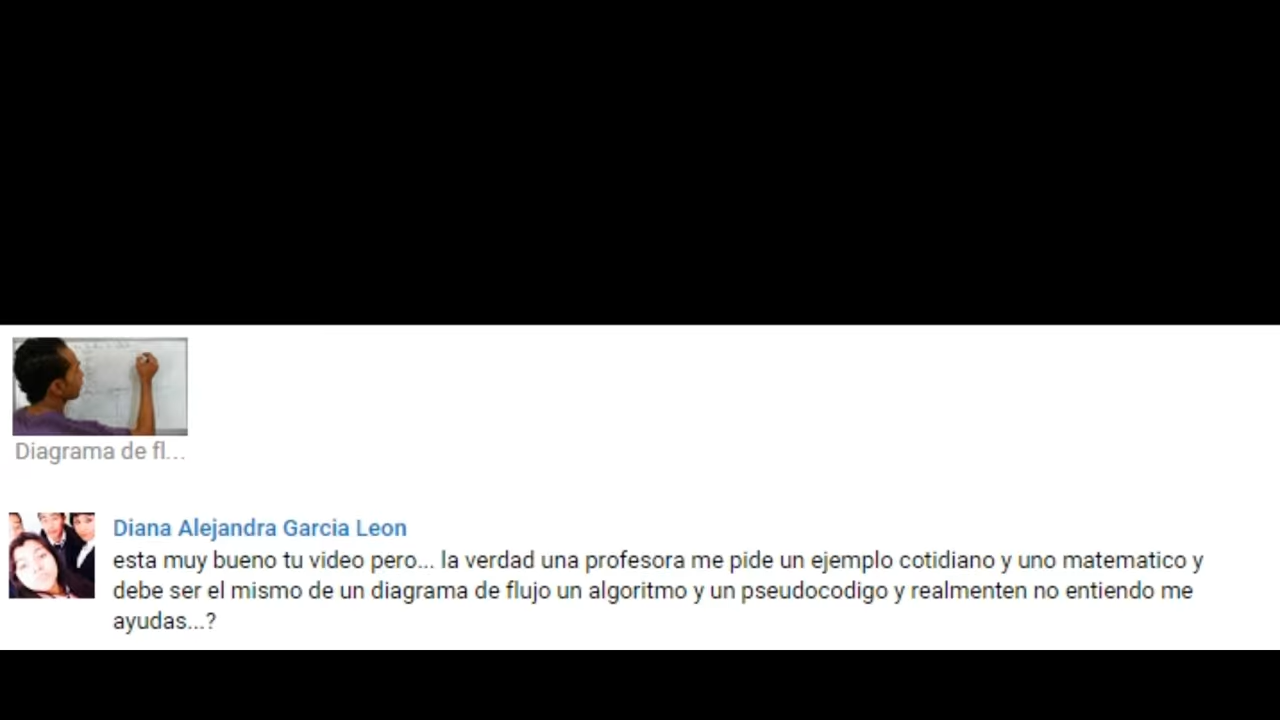 Diagrama de fl...
Diana Alejandra Garcia Leon
esta muy bueno tu video pero... la verdad una profesora me pide un ejemplo cotidiano y uno matematico y
debe ser el mismo de un diagrama de flujo un algoritmo y un pseudocodigo y realmenten no entiendo me
ayudas...?